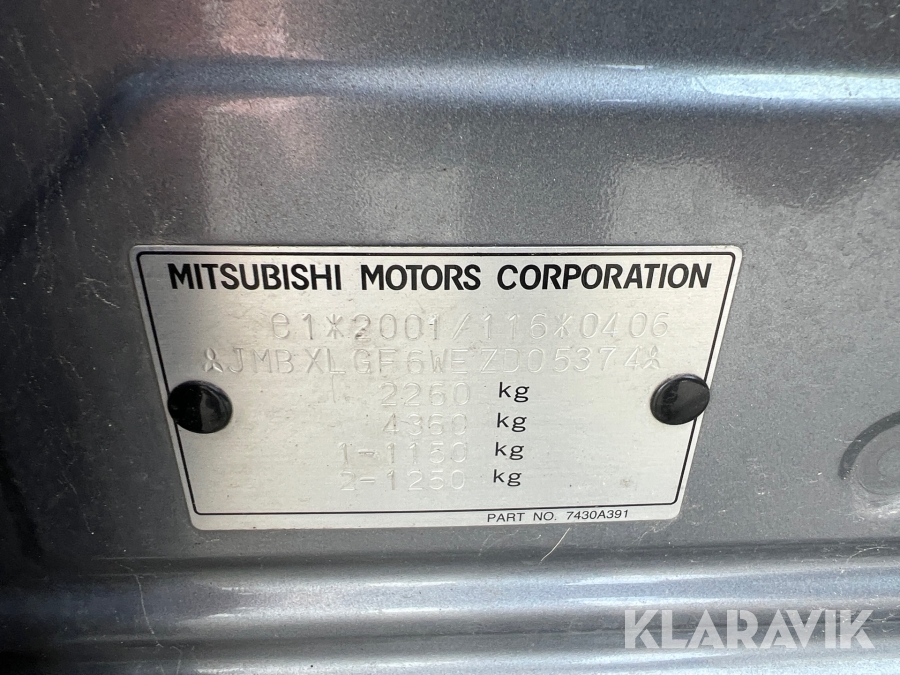 MITSUBISHI MOTORS CORPORATION
e1*2001/116*0406
JMBXLGF6WEZD05374
2260 kg
4360 kg
1-1150 kg
2-1250 kg
PART NO. 7430A391
KLARAVIK